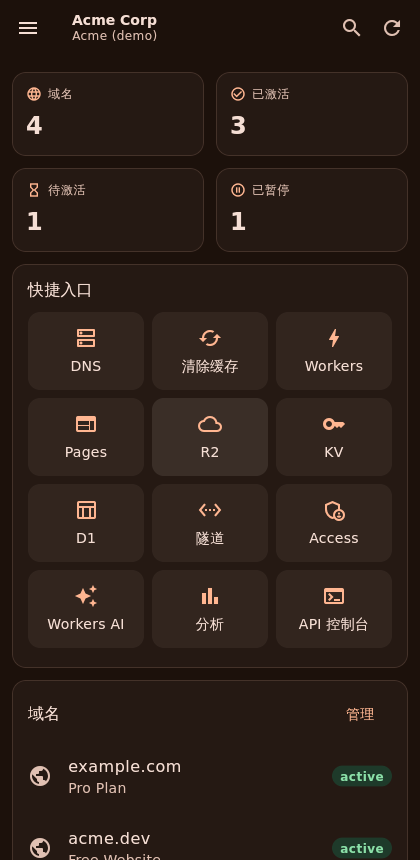 Acme Corp
Acme (demo)
域名
4
已激活
3
待激活
1
已暂停
1
快捷入口
DNS
清除缓存
Workers
Pages
R2
KV
D1
隧道
Access
Workers AI
分析
API 控制台
域名
管理
example.com
Pro Plan
active
acme.dev
Free Website
active